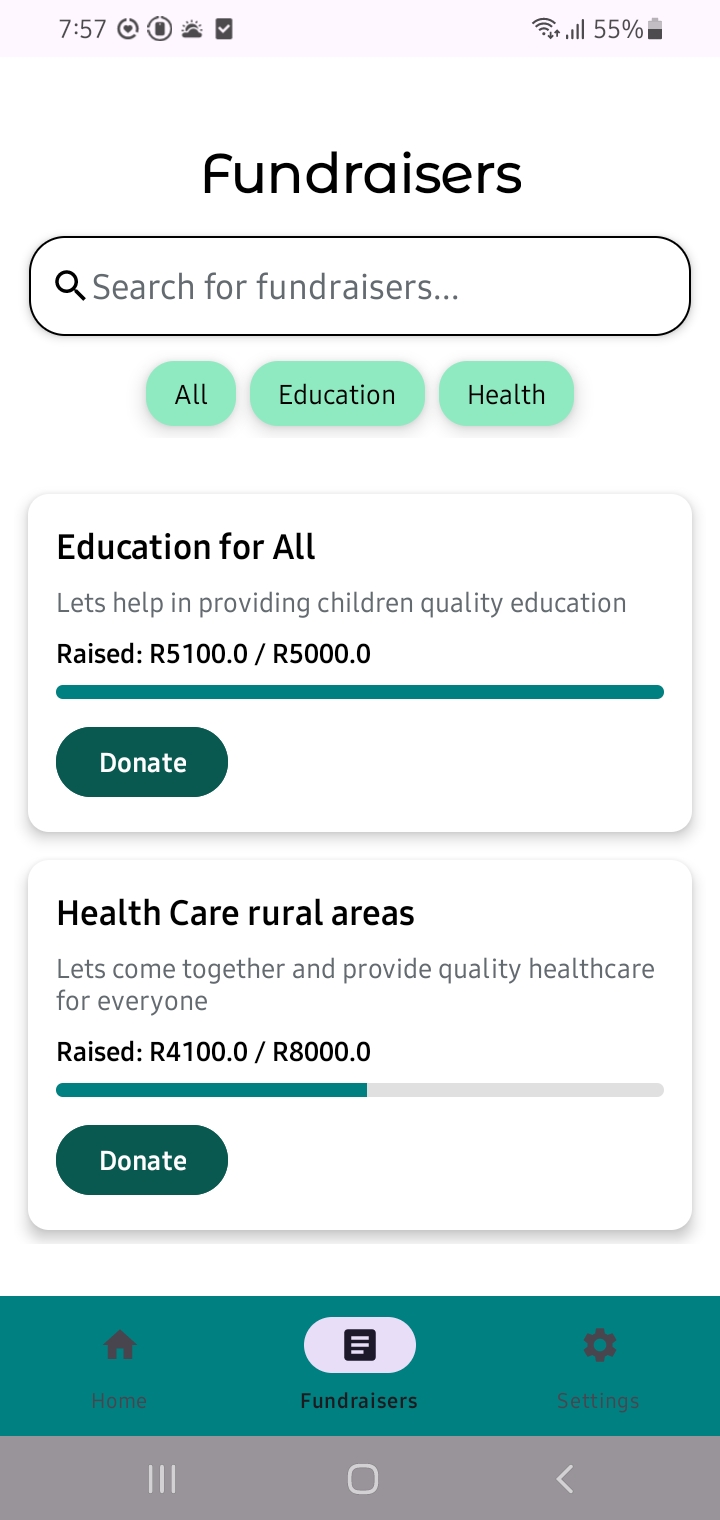 7:57
55%
Fundraisers
Search for fundraisers...
All Education Health
Education for All
Lets help in providing children quality education
Raised: R5100.0 / R5000.0
Donate
Health Care rural areas
Lets come together and provide quality healthcare
for everyone
Raised: R4100.0 / R8000.0
Donate
Home Fundraisers Settings